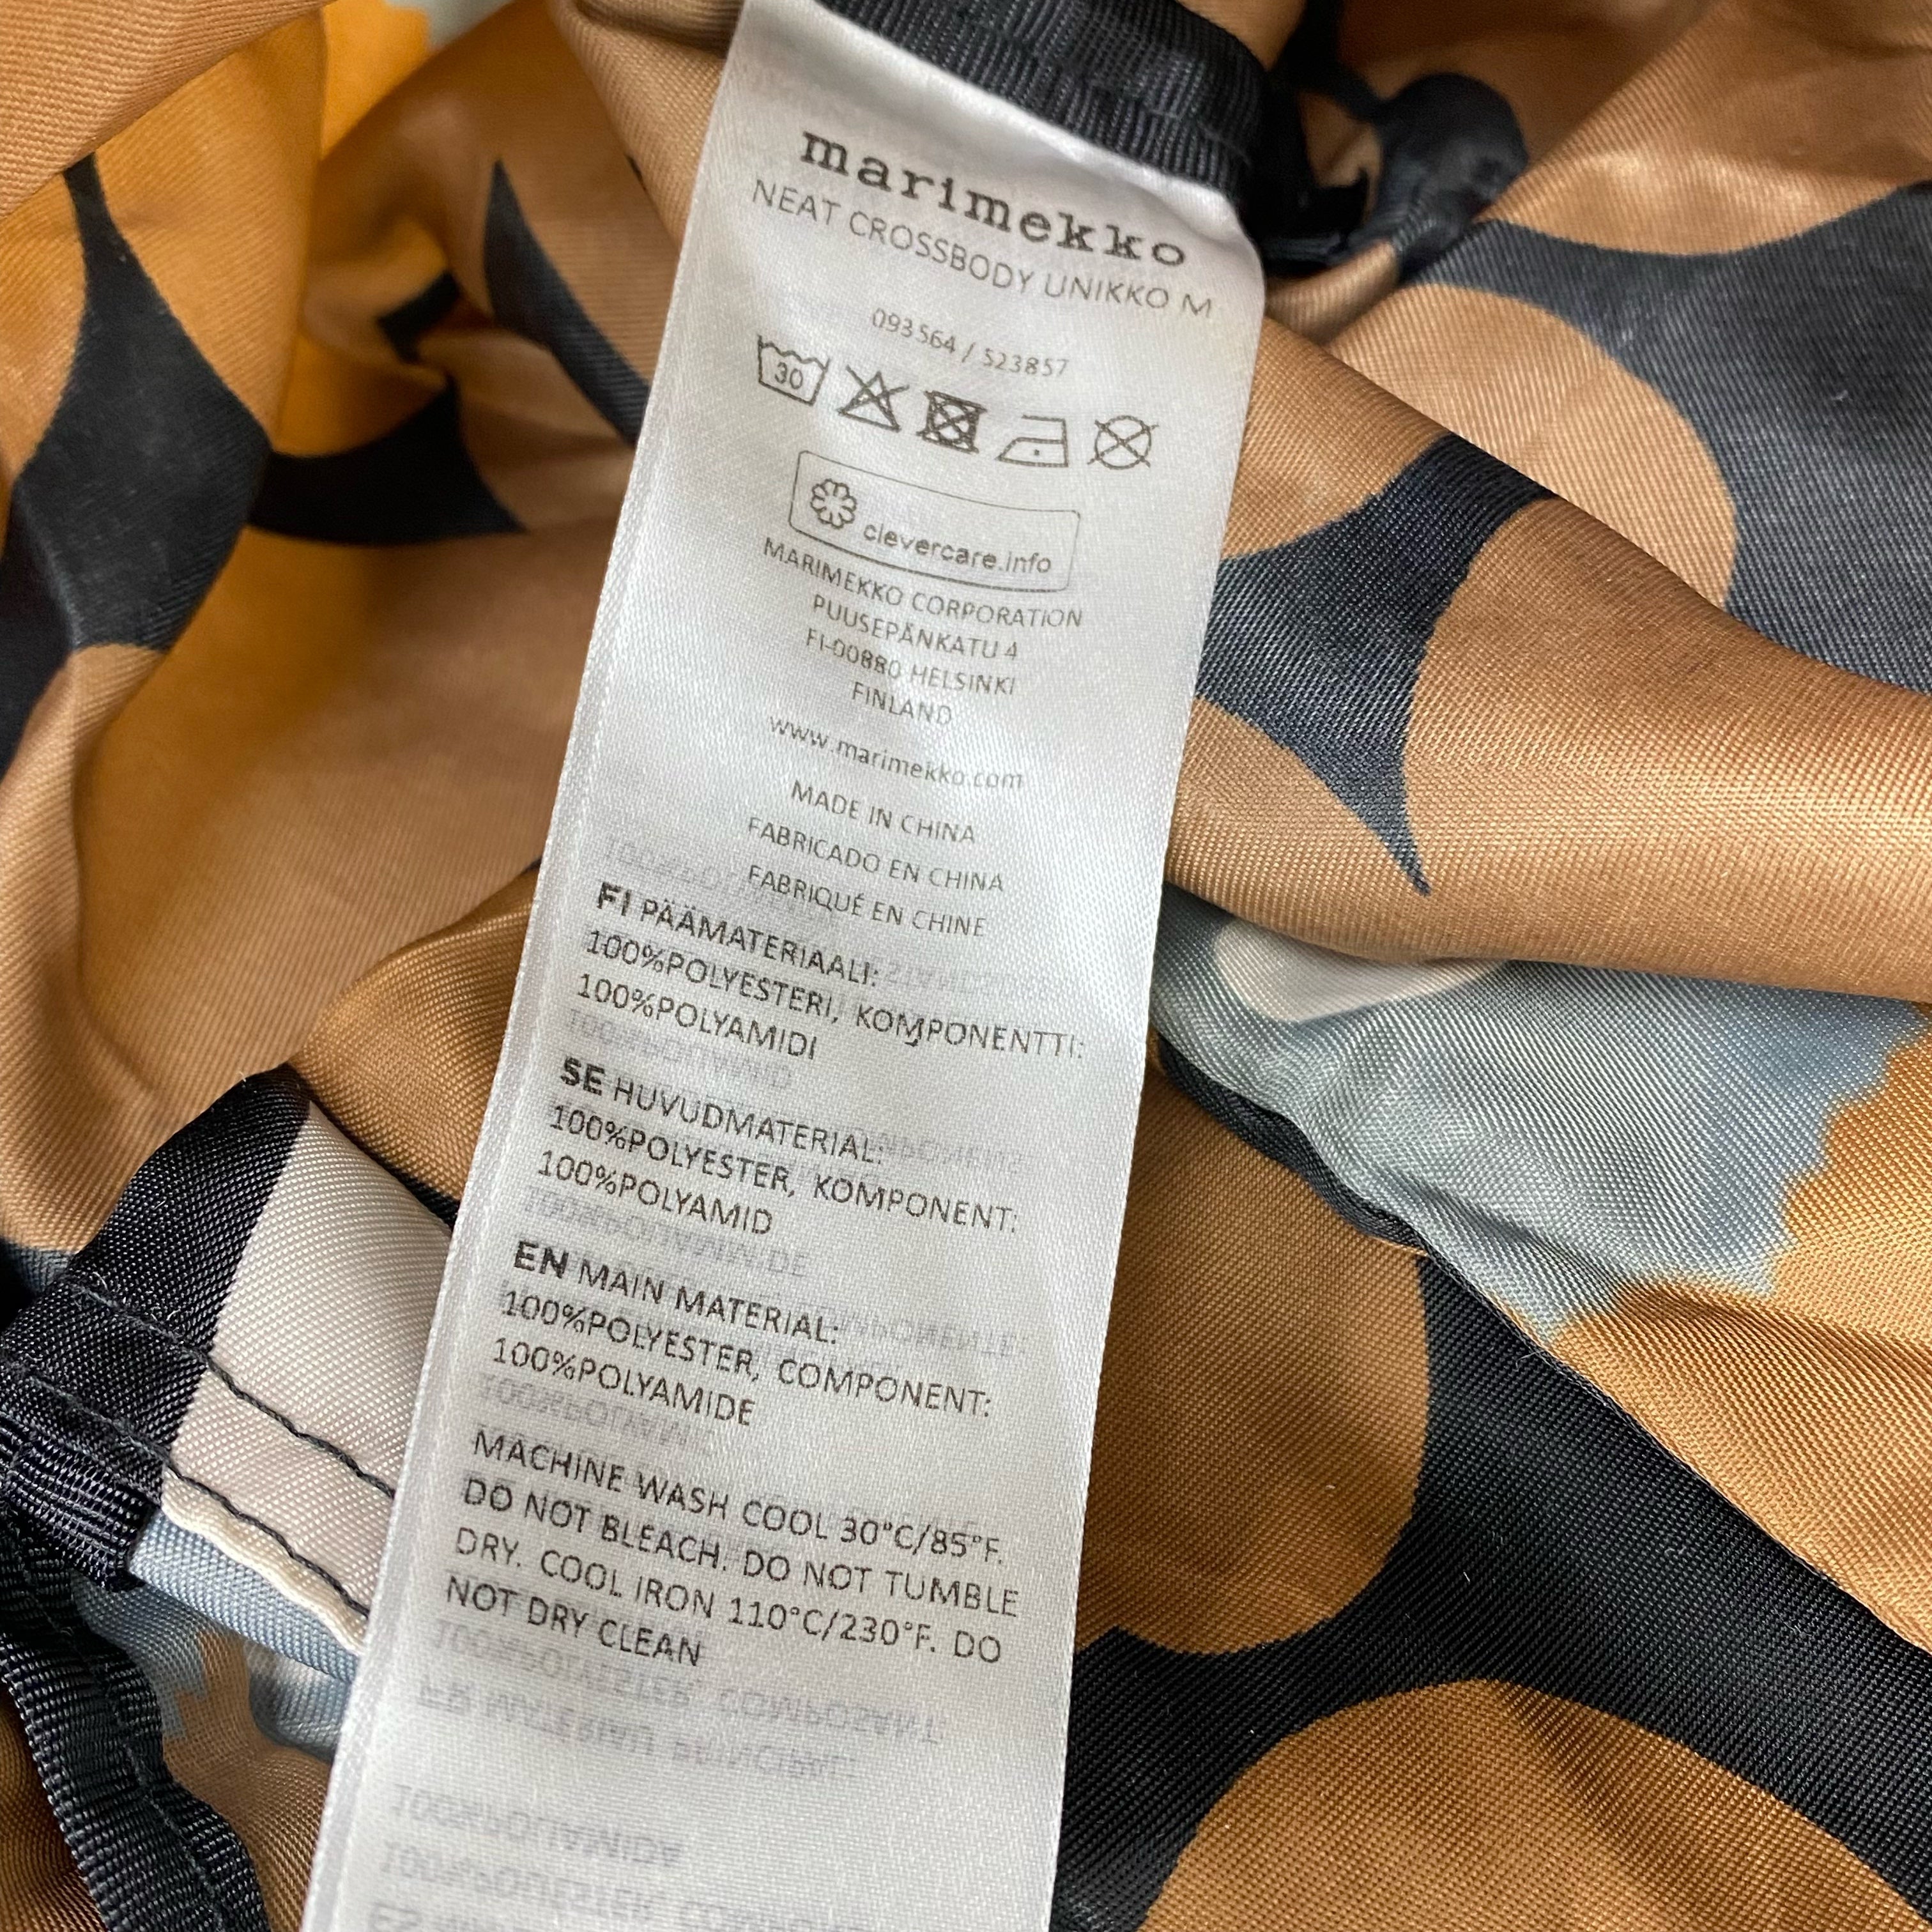 marimekko
NEAT CROSSBODY UNIKKO M
093564 / 523857
30
clevercare.info
MARIMEKKO CORPORATION
PUUSEPÄNKATU 4
FI-00880 HELSINKI
FINLAND
www.marimekko.com
MADE IN CHINA
FABRICADO EN CHINA
FABRIQUÉ EN CHINE
FI PÄÄMATERIAALI:
100%POLYESTERI, KOMPONENTTI:
100%POLYAMIDI
SE HUVUDMATERIAL:
100%POLYESTER, KOMPONENT:
100%POLYAMID
EN MAIN MATERIAL:
100%POLYESTER, COMPONENT:
100%POLYAMIDE
MACHINE WASH COOL 30°C/85°F.
DO NOT BLEACH. DO NOT TUMBLE
DRY. COOL IRON 110°C/230°F. DO
NOT DRY CLEAN